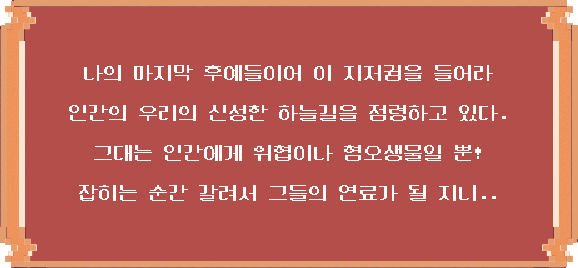 나의 마지막 후예들이여 이 지저귐을 들어라
인간의 우리의 신성한 하늘길을 점령하고 있다.
그대는 인간에게 위협이나 혐오생물일 뿐!
잡히는 순간 갈려서 그들의 연료가 될 지니..